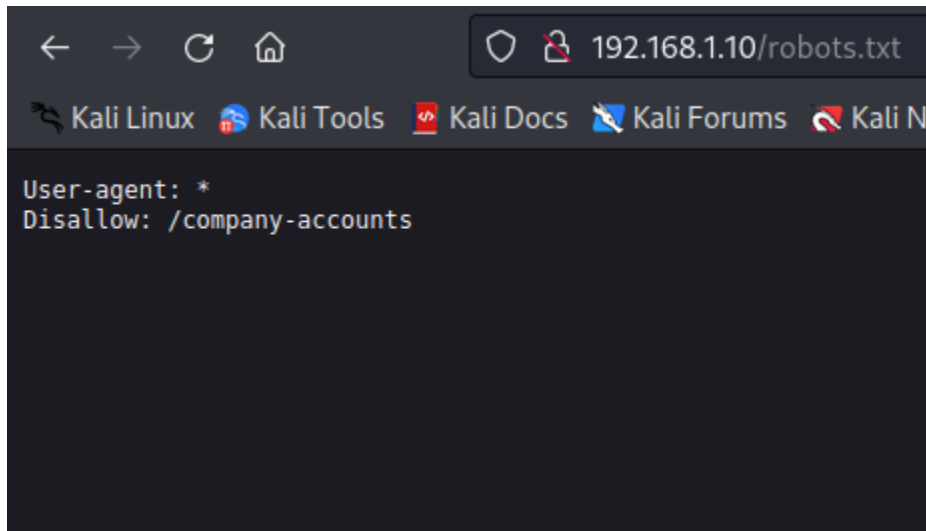 192.168.1.10/robots.txt
Kali Linux Kali Tools Kali Docs Kali Forums Kali N
User-agent: *
Disallow: /company-accounts